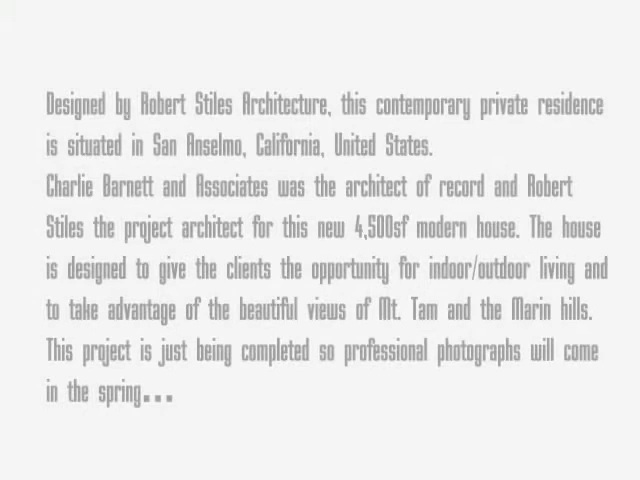 Designed by Robert Stiles Architecture, this contemporary private residence
is situated in San Anselmo, California, United States.
Charlie Barnett and Associates was the architect of record and Robert
Stiles the project architect for this new 4,500sf modern house. The house
is designed to give the clients the opportunity for indoor/outdoor living and
to take advantage of the beautiful views of Mt. Tam and the Marin hills.
This project is just being completed so professional photographs will come
in the spring...